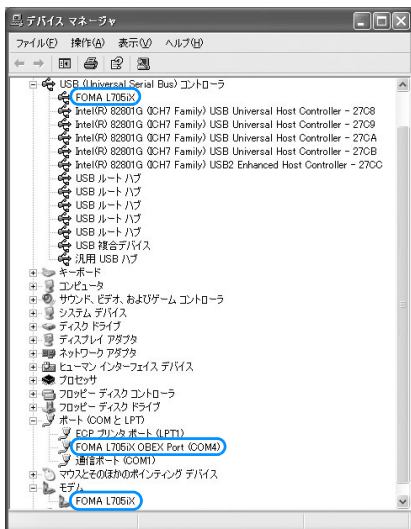 デバイス マネージャ
ファイル(F) 操作(A) 表示(V) ヘルプ(H)
USB (Universal Serial Bus) コントローラ
FOMA L705iX
Intel(R) 82801G (ICH7 Family) USB Universal Host Controller - 27C8
Intel(R) 82801G (ICH7 Family) USB Universal Host Controller - 27C9
Intel(R) 82801G (ICH7 Family) USB Universal Host Controller - 27CA
Intel(R) 82801G (ICH7 Family) USB Universal Host Controller - 27CB
Intel(R) 82801G (ICH7 Family) USB2 Enhanced Host Controller - 27CC
USB ルート ハブ
USB ルート ハブ
USB ルート ハブ
USB ルート ハブ
USB ルート ハブ
USB 複合デバイス
汎用 USB ハブ
キーボード
コンピュータ
サウンド、ビデオ、およびゲーム コントローラ
システム デバイス
ディスク ドライブ
ディスプレイ アダプタ
ネットワーク アダプタ
ヒューマン インターフェイス デバイス
プロセッサ
フロッピー ディスク コントローラ
フロッピー ディスク ドライブ
ポート (COM と LPT)
ECP プリンタ ポート (LPT1)
FOMA L705iX OBEX Port (COM4)
通信ポート (COM1)
マウスとそのほかのポインティング デバイス
モデム
FOMA L705iX